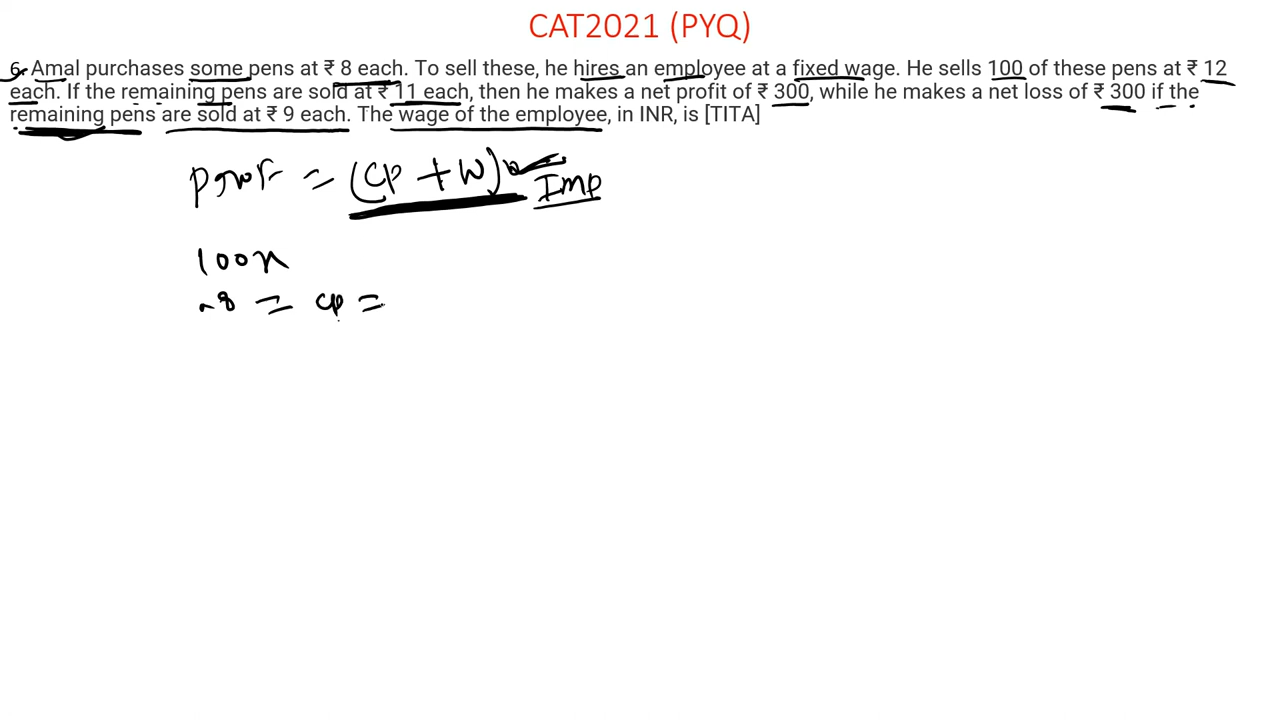 CAT2021 (PYQ)
6. Amal purchases some pens at ₹ 8 each. To sell these, he hires an employee at a fixed wage. He sells 100 of these pens at ₹ 12
each. If the remaining pens are sold at ₹ 11 each, then he makes a net profit of ₹ 300, while he makes a net loss of ₹ 300 if the
remaining pens are sold at ₹ 9 each. The wage of the employee, in INR, is [TITA]
= (CP + W) Imp
100x
8 = CP =